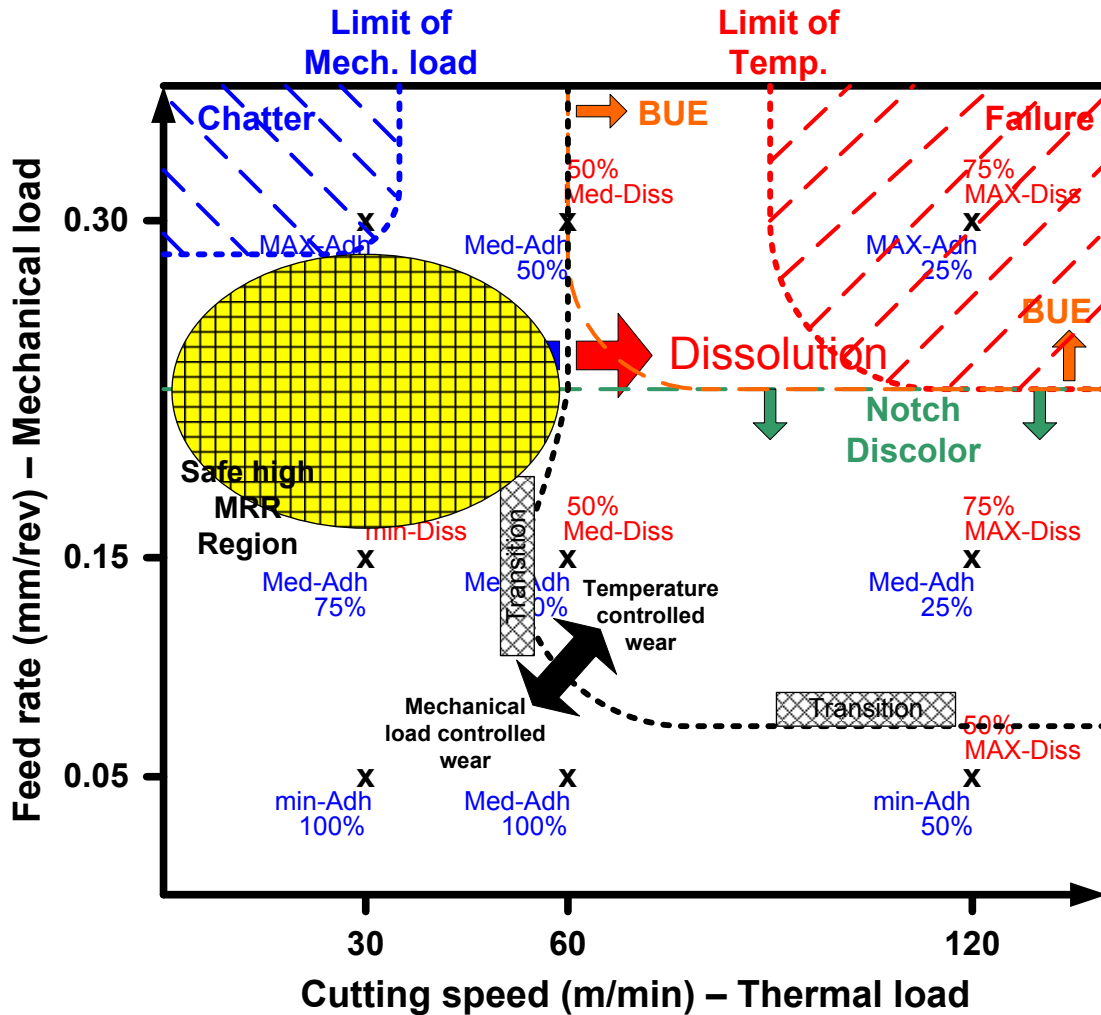 Limit of
Mech. load
Limit of
Temp.
Chatter
BUE
Failure
50%
Med-Diss
75%
MAX-Diss
0.30
x
x
x
MAX-Adh
Med-Adh
50%
MAX-Adh
25%
BUE
Dissolution
Notch
Discolor
Safe high
MRR
Region
min-Diss
50%
Med-Diss
75%
MAX-Diss
0.15
x
x
x
Med-Adh
75%
Transition
Med-Adh
25%
Temperature
controlled
wear
Mechanical
load controlled
wear
Transition
50%
MAX-Diss
0.05
x
x
x
min-Adh
100%
Med-Adh
100%
min-Adh
50%
30
60
120
Cutting speed (m/min) – Thermal load
Feed rate (mm/rev) – Mechanical load